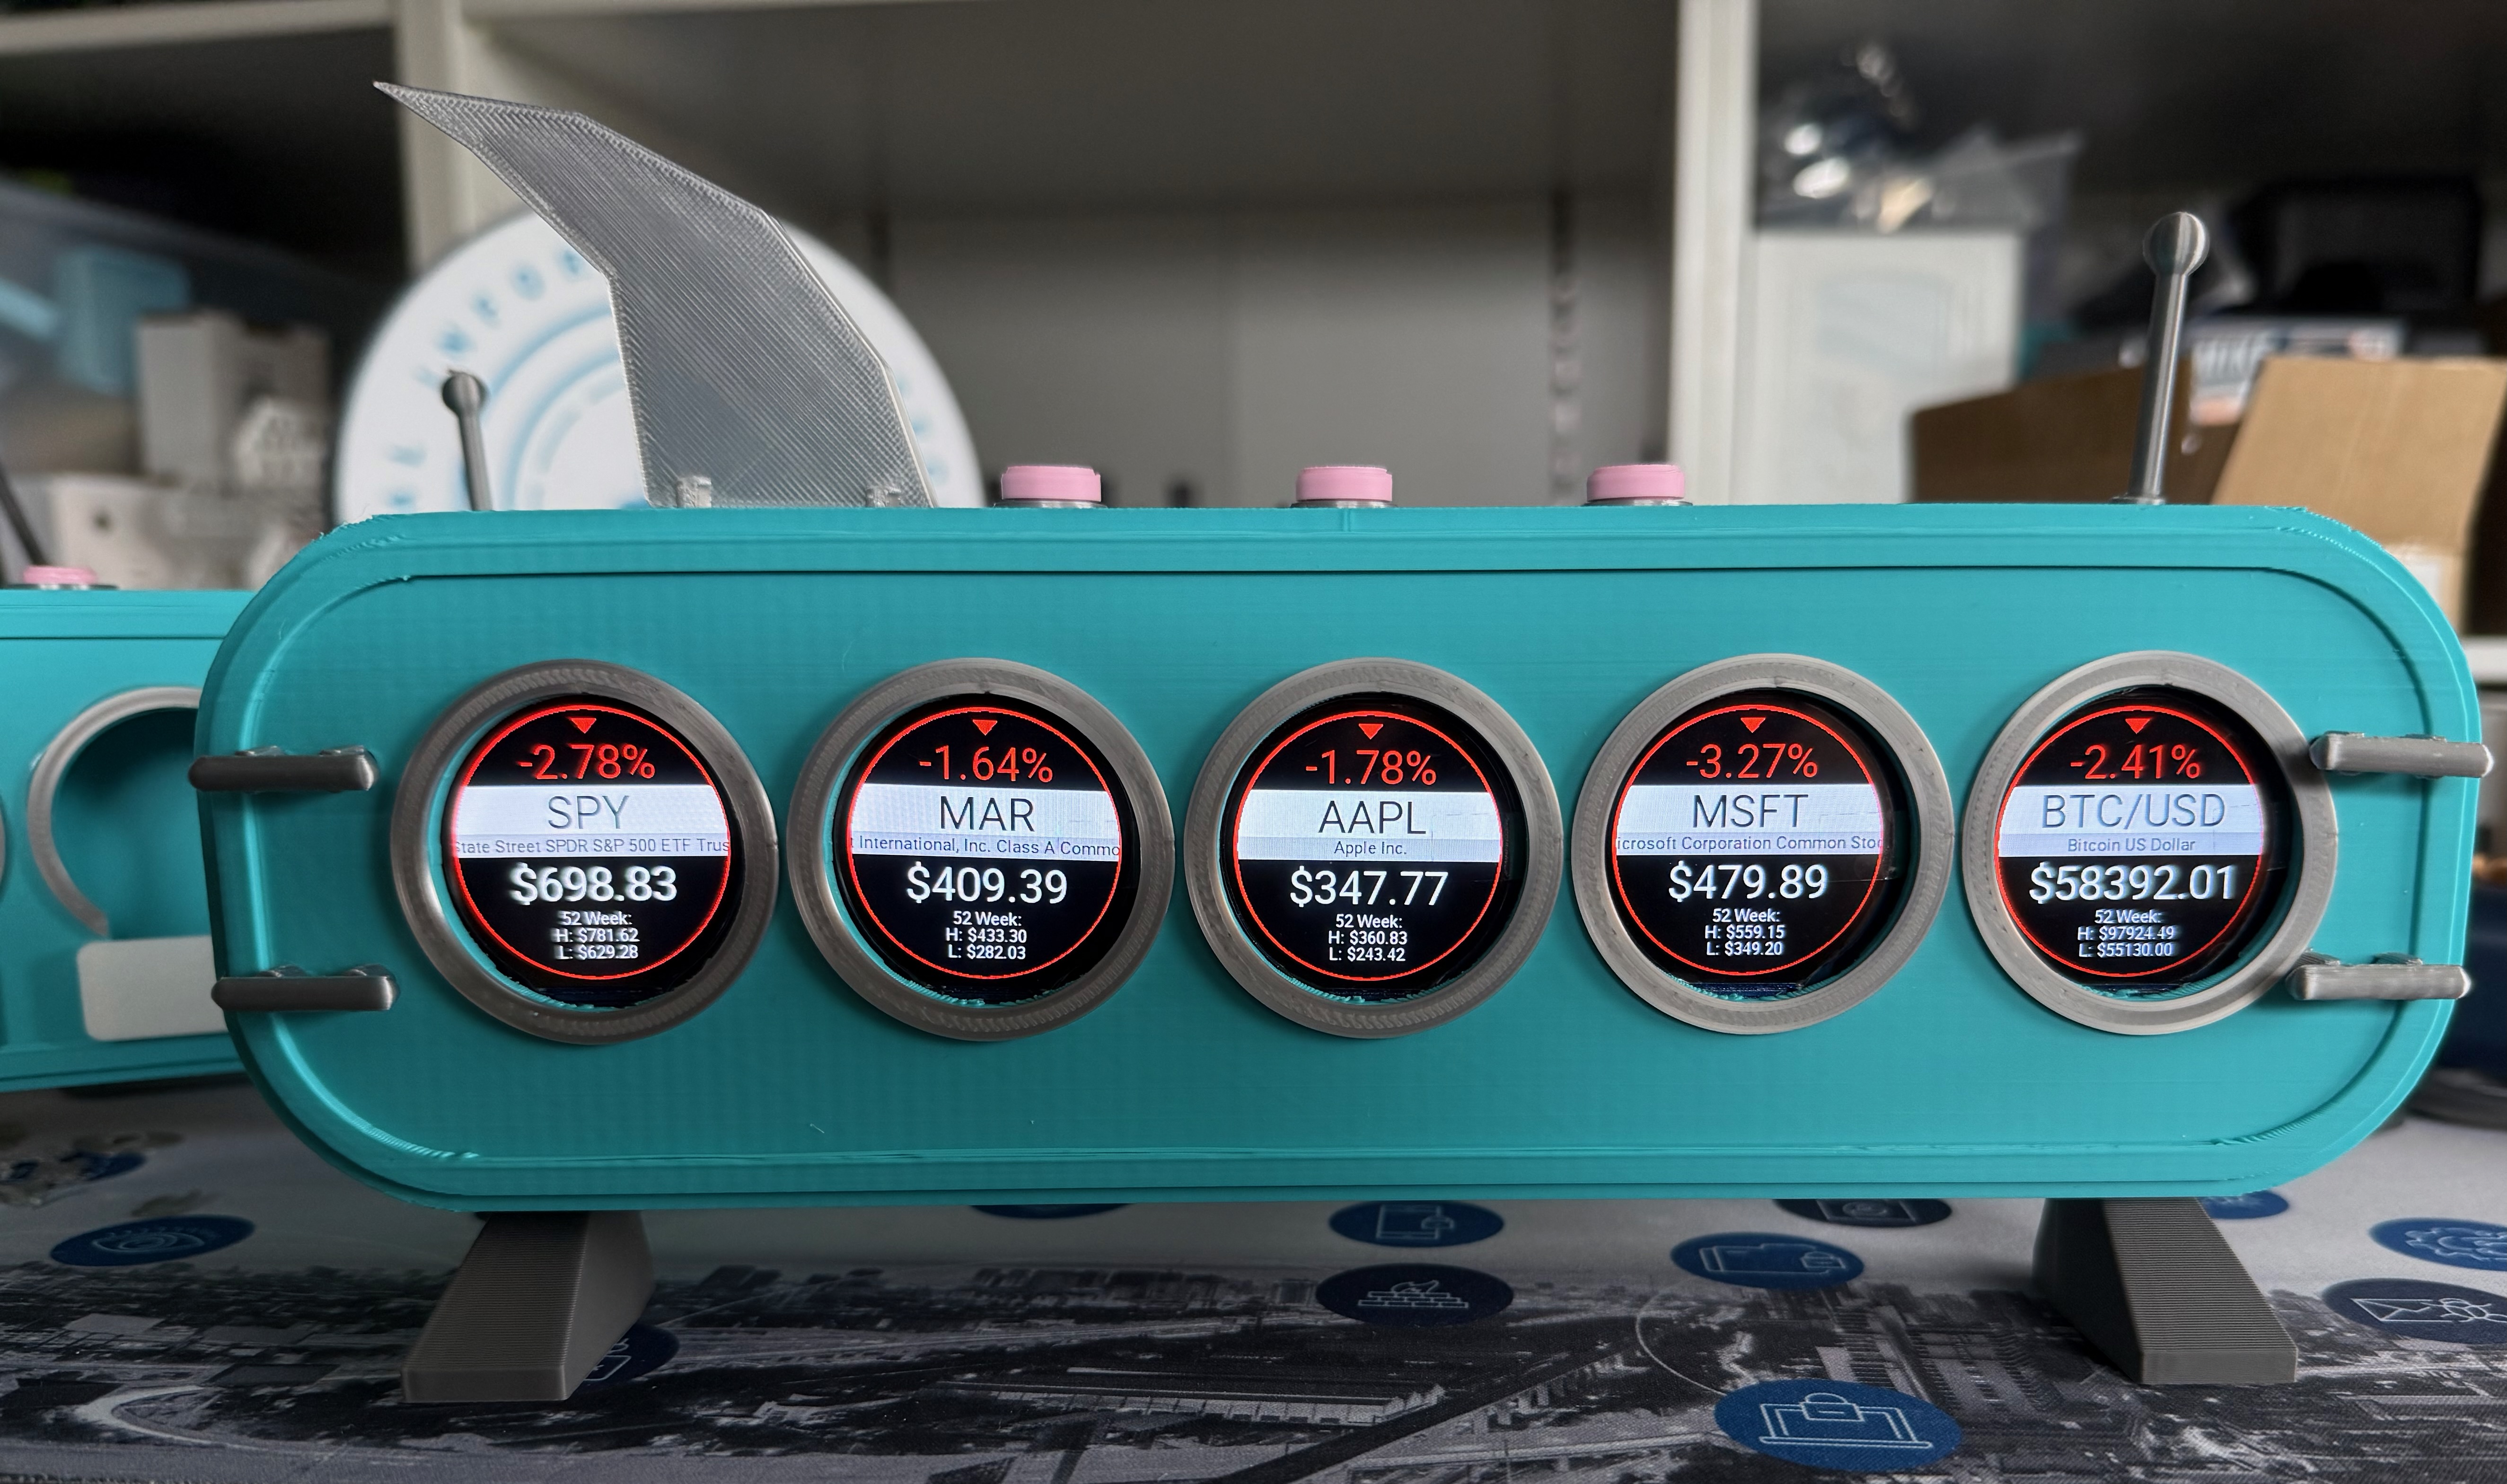 -2.78%
SPY
State Street SPDR S&P 500 ETF Trus
$698.83
52 Week:
H: $781.62
L: $629.28
-1.64%
MAR
t International, Inc. Class A Commo
$409.39
52 Week:
H: $433.30
L: $282.03
-1.78%
AAPL
Apple Inc.
$347.77
52 Week:
H: $360.83
L: $243.42
-3.27%
MSFT
icrosoft Corporation Common Stoc
$479.89
52 Week:
H: $559.15
L: $349.20
-2.41%
BTC/USD
Bitcoin US Dollar
$58392.01
52 Week:
H: $97924.49
L: $55130.00